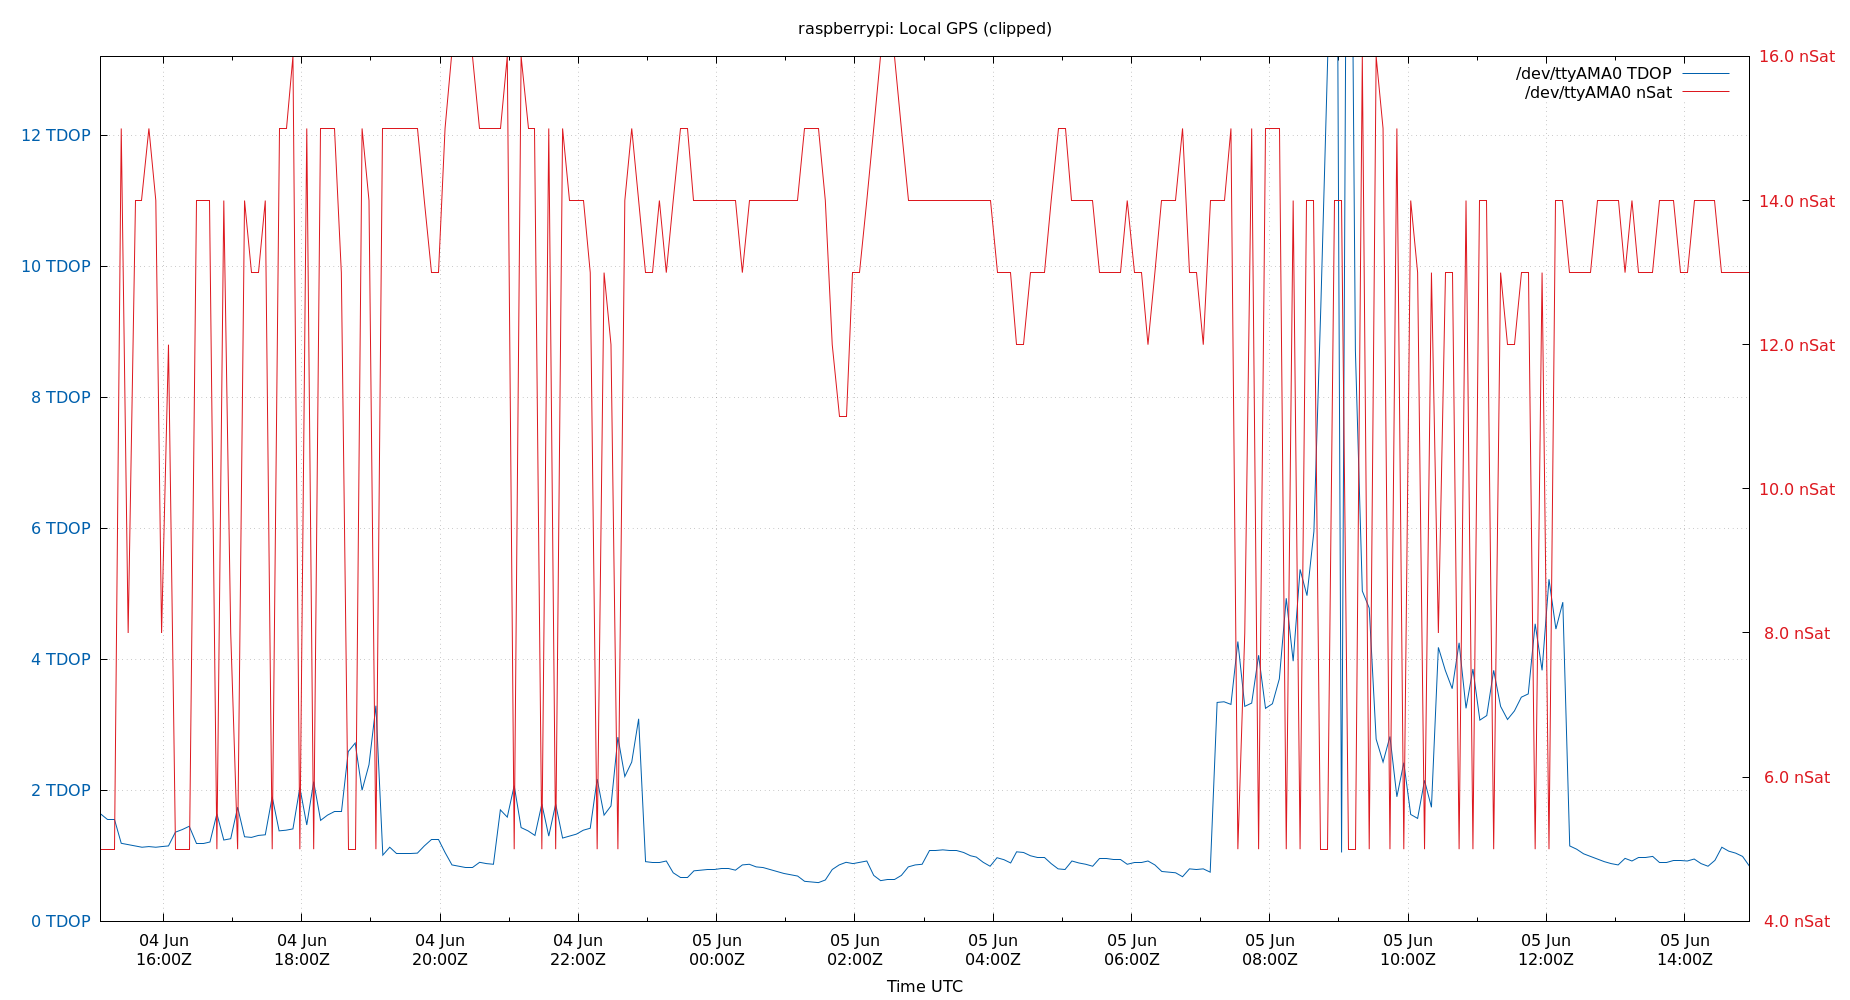 raspberrypi: Local GPS (clipped)
/dev/ttyAMA0 TDOP
/dev/ttyAMA0 nSat
12 TDOP
10 TDOP
8 TDOP
6 TDOP
4 TDOP
2 TDOP
0 TDOP
16.0 nSat
14.0 nSat
12.0 nSat
10.0 nSat
8.0 nSat
6.0 nSat
4.0 nSat
04 Jun 04 Jun 04 Jun 04 Jun 05 Jun 05 Jun 05 Jun 05 Jun 05 Jun 05 Jun 05 Jun 05 Jun
16:00Z 18:00Z 20:00Z 22:00Z 00:00Z 02:00Z 04:00Z 06:00Z 08:00Z 10:00Z 12:00Z 14:00Z
Time UTC